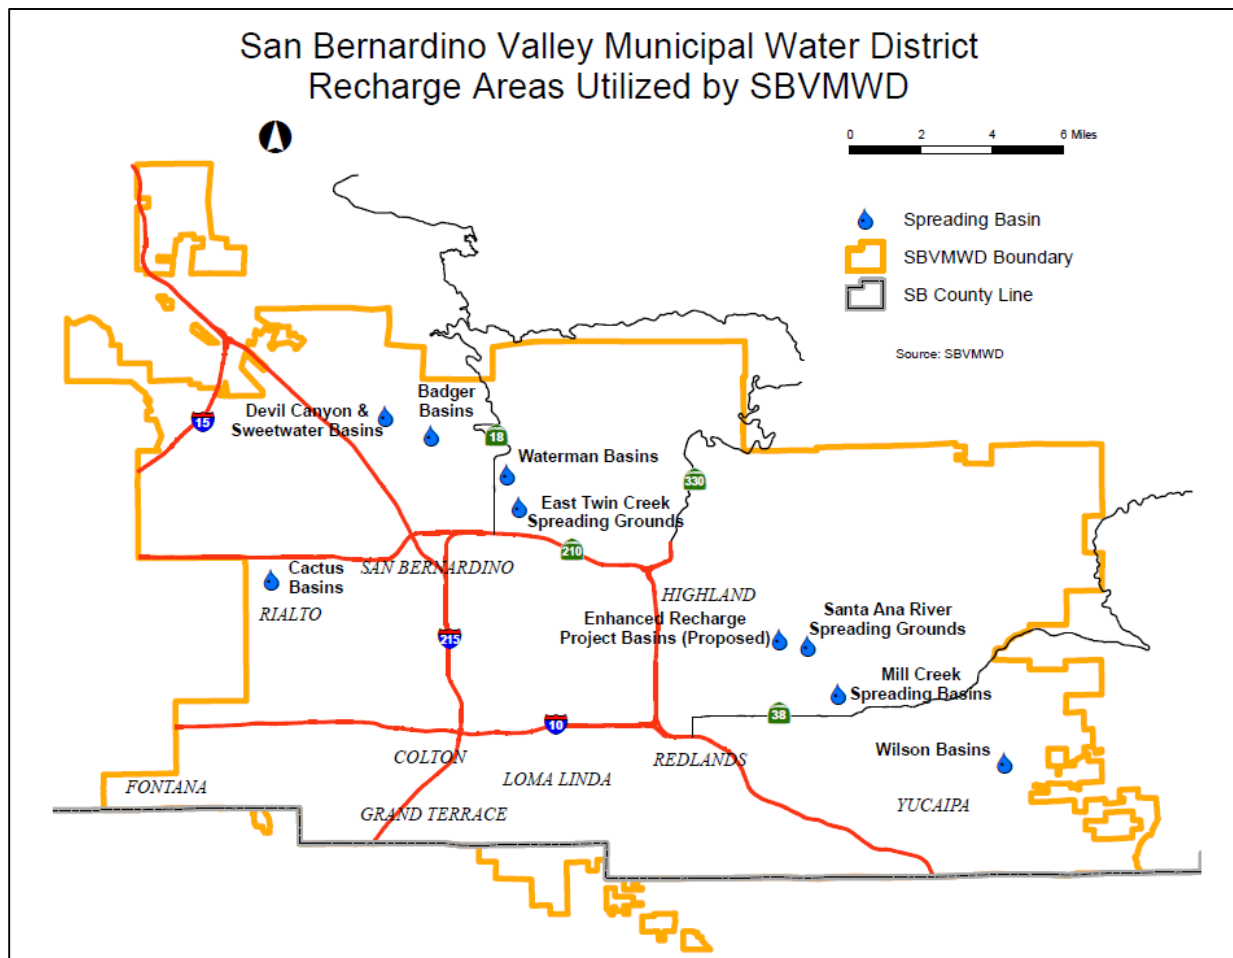 San Bernardino Valley Municipal Water District
Recharge Areas Utilized by SBVMWD
0 2 4 6 Miles
Spreading Basin
SBVMWD Boundary
SB County Line
Source: SBVMWD
Badger
Basins
Devil Canyon &
Sweetwater Basins
15
18
Waterman Basins
330
East Twin Creek
Spreading Grounds
210
SAN BERNARDINO
Cactus
Basins
RIALTO
HIGHLAND
Enhanced Recharge
Project Basins (Proposed)
Santa Ana River
Spreading Grounds
215
Mill Creek
Spreading Basins
38
10
COLTON
LOMA LINDA
REDLANDS
Wilson Basins
FONTANA
GRAND TERRACE
YUCAIPA